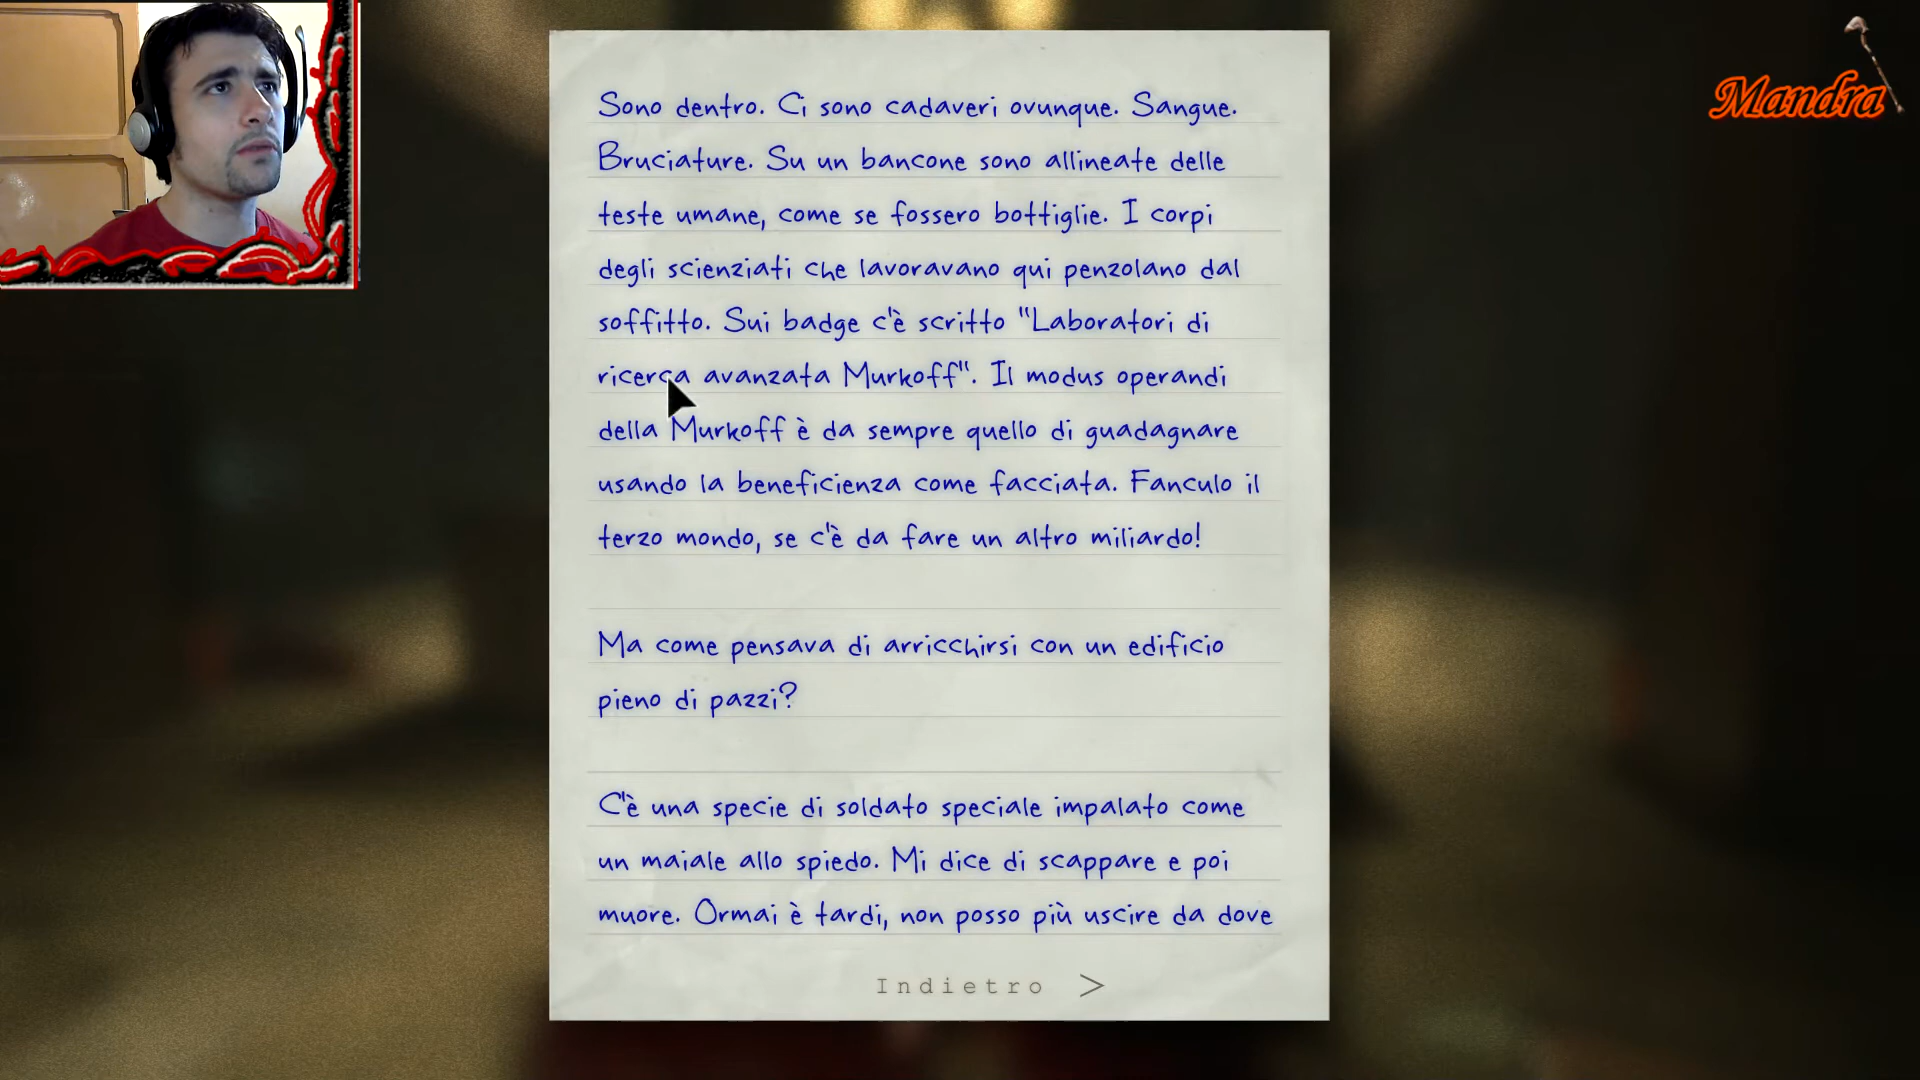 Mandra
Sono dentro. Ci sono cadaveri ovunque. Sangue.
Bruciature. Su un bancone sono allineate delle
teste umane, come se fossero bottiglie. I corpi
degli scienziati che lavoravano qui penzolano dal
soffitto. Sui badge c'è scritto "Laboratori di
ricerca avanzata Murkoff". Il modus operandi
della Murkoff è da sempre quello di guadagnare
usando la beneficienza come facciata. Fanculo il
terzo mondo, se c'è da fare un altro miliardo!
Ma come pensava di arricchirsi con un edificio
pieno di pazzi?
C'è una specie di soldato speciale impalato come
un maiale allo spiedo. Mi dice di scappare e poi
muore. Ormai è tardi, non posso più uscire da dove
Indietro >